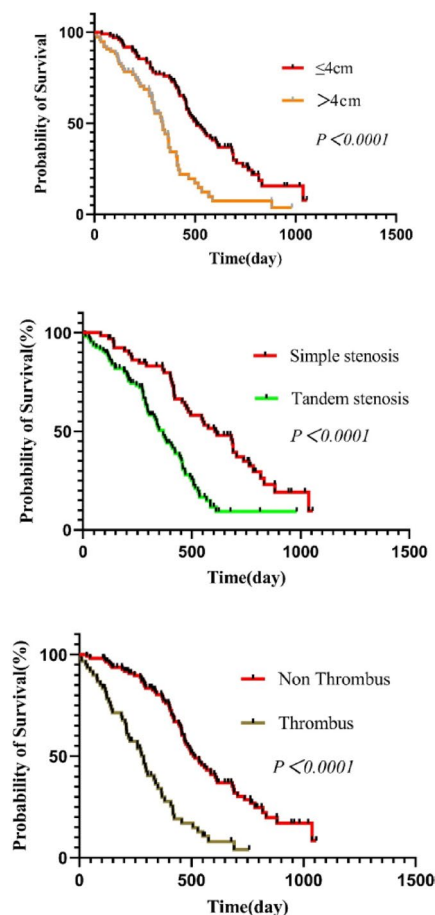 Probability of Survival
100
50
0
0
500
1000
1500
Time(day)
≤4cm
>4cm
P<0.0001
Probability of Survival(%)
100
50
0
0
500
1000
1500
Time(day)
Simple stenosis
Tandem stenosis
P<0.0001
Probability of Survival(%)
100
50
0
0
500
1000
1500
Time(day)
Non Thrombus
Thrombus
P<0.0001